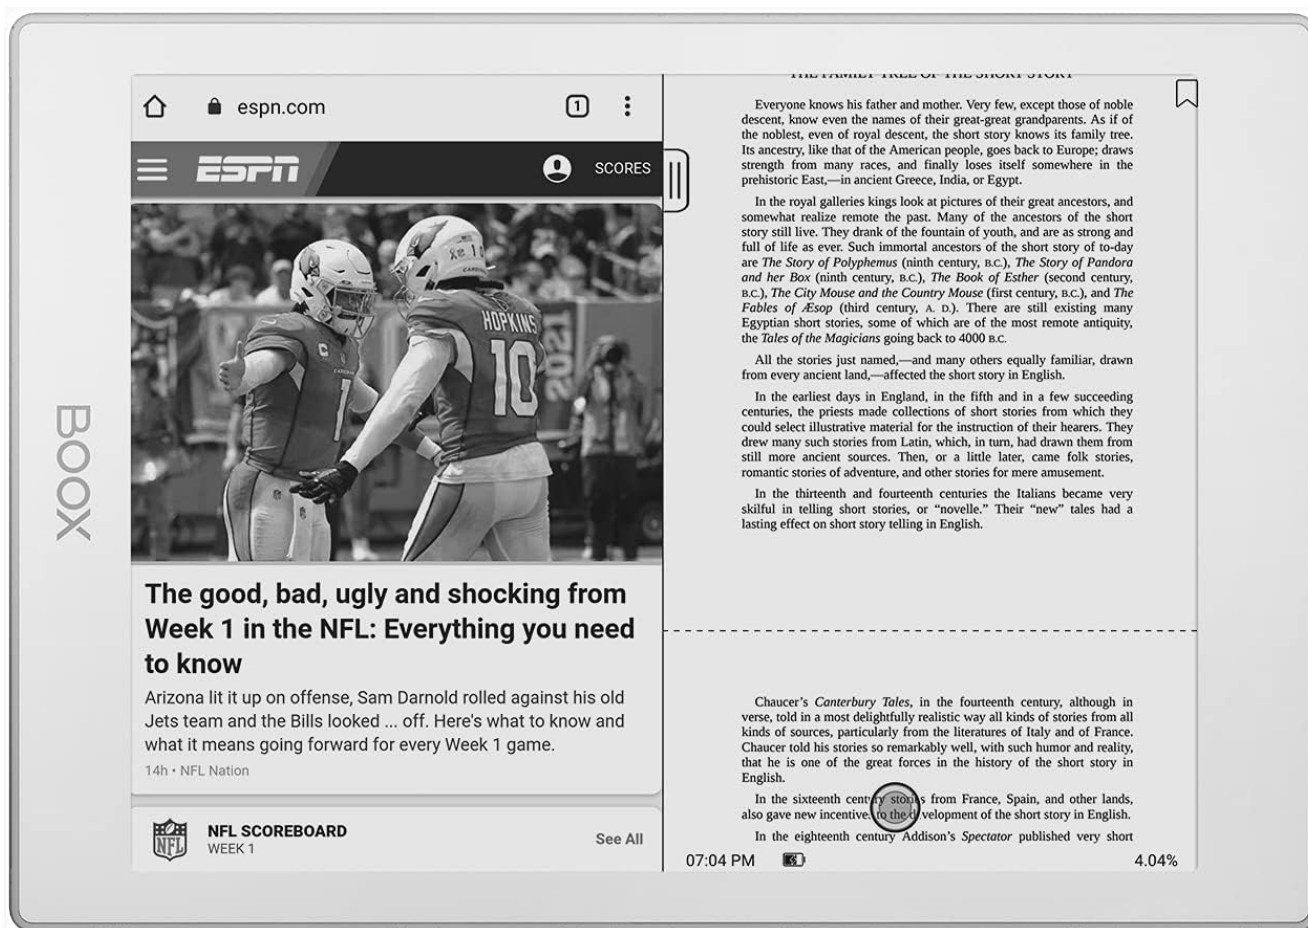 BOOX
espn.com
1
ESPN
SCORES
HOPKINS
10
C
1
2021
The good, bad, ugly and shocking from
Week 1 in the NFL: Everything you need
to know
Arizona lit it up on offense, Sam Darnold rolled against his old
Jets team and the Bills looked ... off. Here's what to know and
what it means going forward for every Week 1 game.
14h • NFL Nation
NFL
NFL SCOREBOARD
WEEK 1
See All
THE FAMILY TREE OF THE SHORT STORY
Everyone knows his father and mother. Very few, except those of noble
descent, know even the names of their great-great grandparents. As if of
the noblest, even of royal descent, the short story knows its family tree.
Its ancestry, like that of the American people, goes back to Europe; draws
strength from many races, and finally loses itself somewhere in the
prehistoric East,—in ancient Greece, India, or Egypt.
In the royal galleries kings look at pictures of their great ancestors, and
somewhat realize remote the past. Many of the ancestors of the short
story still live. They drank of the fountain of youth, and are as strong and
full of life as ever. Such immortal ancestors of the short story of to-day
are The Story of Polyphemus (ninth century, B.C.), The Story of Pandora
and her Box (ninth century, B.C.), The Book of Esther (second century,
B.C.), The City Mouse and the Country Mouse (first century, B.C.), and The
Fables of Æsop (third century, A. D.). There are still existing many
Egyptian short stories, some of which are of the most remote antiquity,
the Tales of the Magicians going back to 4000 B.C.
All the stories just named,—and many others equally familiar, drawn
from every ancient land,—affected the short story in English.
In the earliest days in England, in the fifth and in a few succeeding
centuries, the priests made collections of short stories from which they
could select illustrative material for the instruction of their hearers. They
drew many such stories from Latin, which, in turn, had drawn them from
still more ancient sources. Then, or a little later, came folk stories,
romantic stories of adventure, and other stories for mere amusement.
In the thirteenth and fourteenth centuries the Italians became very
skilful in telling short stories, or “novelle.” Their “new” tales had a
lasting effect on short story telling in English.
Chaucer’s Canterbury Tales, in the fourteenth century, although in
verse, told in a most delightfully realistic way all kinds of stories from all
kinds of sources, particularly from the literatures of Italy and of France.
Chaucer told his stories so remarkably well, with such humor and reality,
that he is one of the great forces in the history of the short story in
English.
In the sixteenth century stories from France, Spain, and other lands,
also gave new incentive to the development of the short story in English.
In the eighteenth century Addison’s Spectator published very short
07:04 PM
4.04%